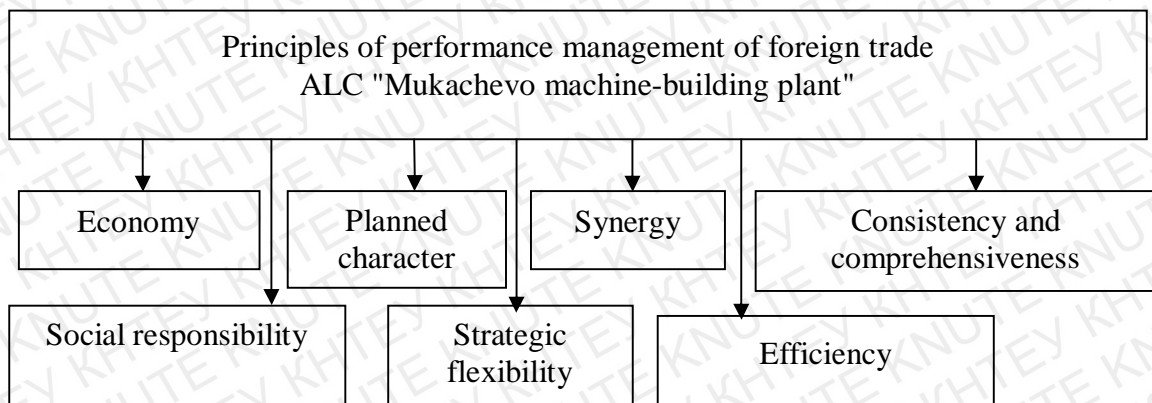 Principles of performance management of foreign trade
ALC "Mukachevo machine-building plant"
Economy
Planned
character
Synergy
Consistency and
comprehensiveness
Social responsibility
Strategic
flexibility
Efficiency